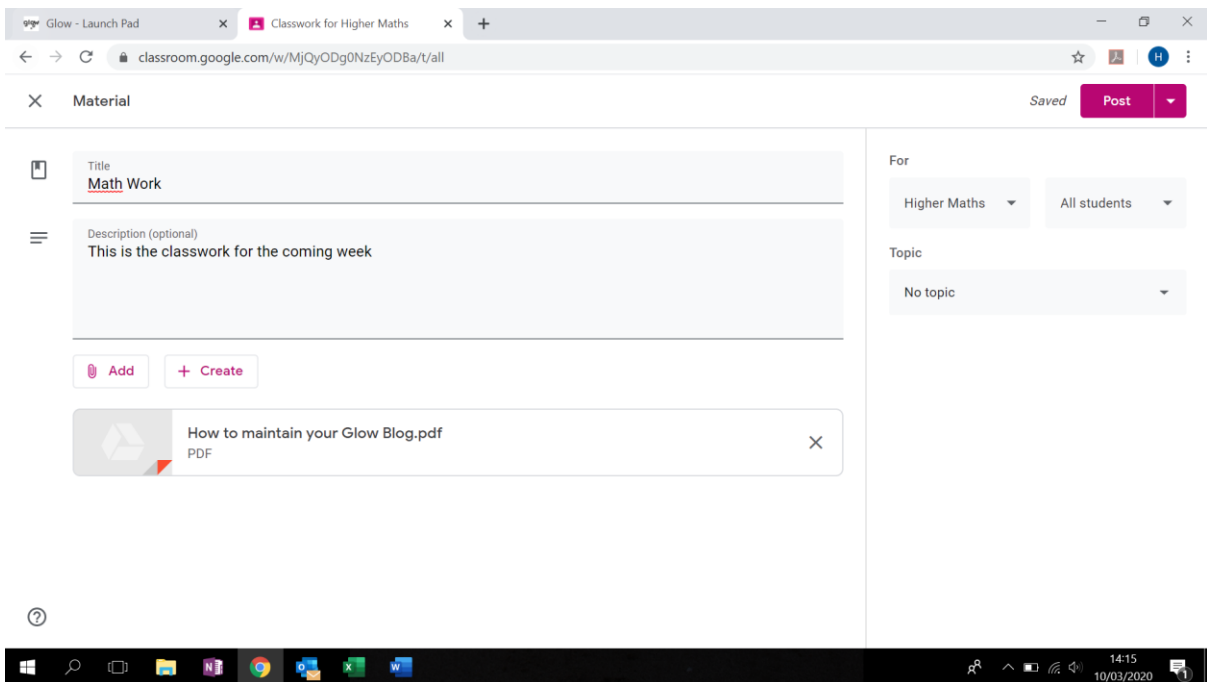 Glow - Launch Pad
Classwork for Higher Maths
classroom.google.com/w/MjQyODg0NzEyODBa/t/all
H
Material
Saved
Post
Title
Math Work
Description (optional)
This is the classwork for the coming week
Add
Create
How to maintain your Glow Blog.pdf
PDF
For
Higher Maths
All students
Topic
No topic
14:15
10/03/2020
1